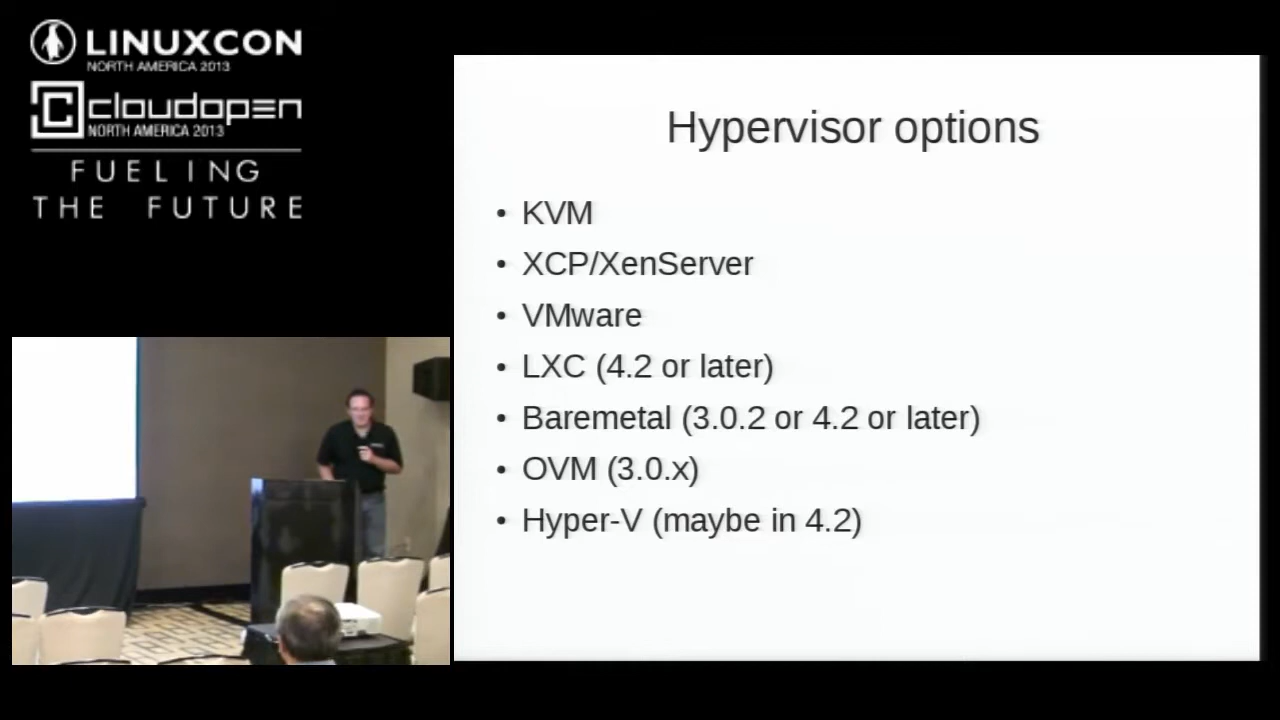 LINUXCON
NORTH AMERICA 2013
cloudopen
NORTH AMERICA 2013
FUELING
THE FUTURE
Hypervisor options
• KVM
• XCP/XenServer
• VMware
• LXC (4.2 or later)
• Baremetal (3.0.2 or 4.2 or later)
• OVM (3.0.x)
• Hyper-V (maybe in 4.2)